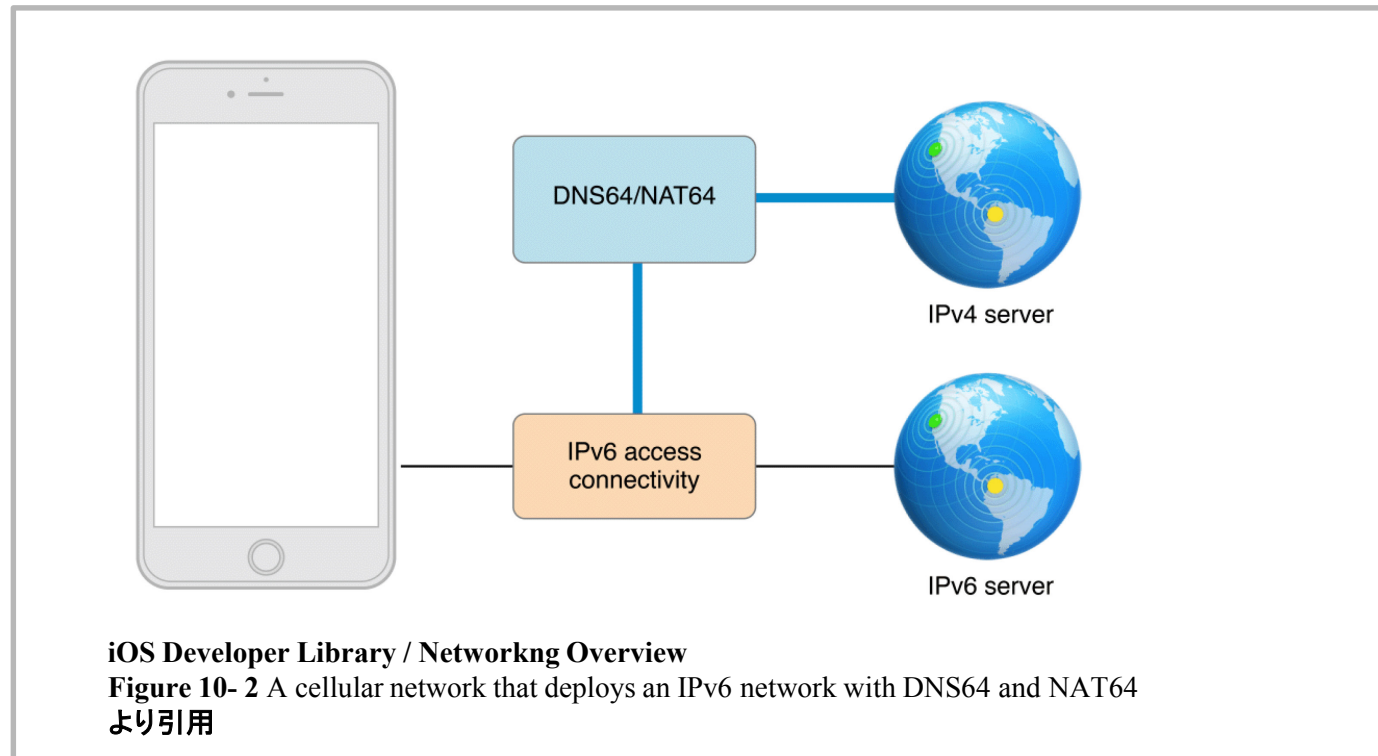 DNS64/NAT64
IPv4 server
IPv6 access
connectivity
IPv6 server
iOS Developer Library / Networkng Overview
Figure 10- 2 A cellular network that deploys an IPv6 network with DNS64 and NAT64
より引用